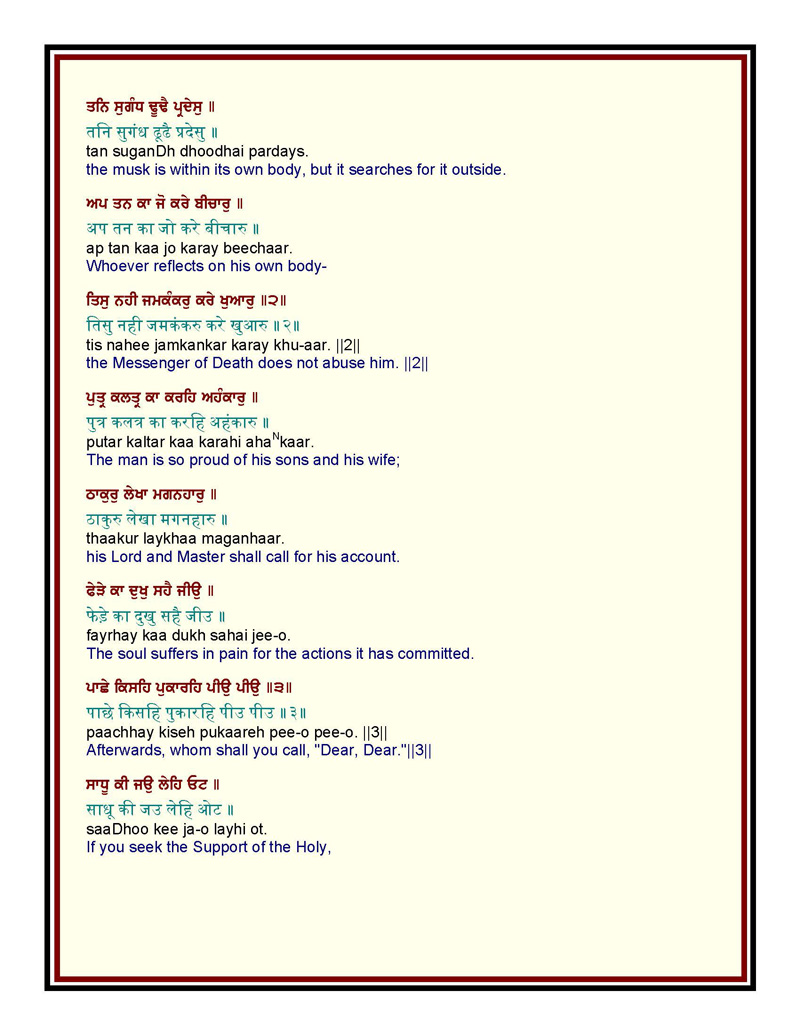 ਤਨਿ ਸੁਗੰਧ ਢੂਢੈ ਪ੍ਰਦੇਸੁ ॥
तनि सुगंध ढूढै प्रदेसु ॥
tan suganDh dhoodhai pardays.
the musk is within its own body, but it searches for it outside.
ਅਪ ਤਨ ਕਾ ਜੋ ਕਰੇ ਬੀਚਾਰੁ ॥
अप तन का जो करे बीचारु ॥
ap tan kaa jo karay beechaar.
Whoever reflects on his own body-
ਤਿਸੁ ਨਹੀ ਜਮਕੰਕਰੁ ਕਰੇ ਖੁਆਰੁ ॥੨॥
तिसु नही जमकंकरु करे खुआरु ॥२॥
tis nahee jamkankar karay khu-aar. ||2||
the Messenger of Death does not abuse him. ||2||
ਪੁਤ੍ਰ ਕਲਤ੍ਰ ਕਾ ਕਰਹਿ ਅਹੰਕਾਰੁ ॥
पुत्र कलत्र का करहि अहंकारु ॥
putar kaltar kaa karahi ahaNkaar.
The man is so proud of his sons and his wife;
ਠਾਕੁਰੁ ਲੇਖਾ ਮਗਨਹਾਰੁ ॥
ठाकुरु लेखा मगनहारु ॥
thaakur laykhaa maganhaar.
his Lord and Master shall call for his account.
ਫੇੜੇ ਕਾ ਦੁਖੁ ਸਹੈ ਜੀਉ ॥
फेड़े का दुखु सहै जीउ ॥
fayrhay kaa dukh sahai jee-o.
The soul suffers in pain for the actions it has committed.
ਪਾਛੇ ਕਿਸਹਿ ਪੁਕਾਰਹਿ ਪੀਉ ਪੀਉ ॥੩॥
पाछे किसहि पुकारहि पीउ पीउ ॥३॥
paachhay kiseh pukaareh pee-o pee-o. ||3||
Afterwards, whom shall you call, "Dear, Dear."||3||
ਸਾਧੂ ਕੀ ਜਉ ਲੇਹਿ ਓਟ ॥
साधू की जउ लेहि ओट ॥
saaDhoo kee ja-o layhi ot.
If you seek the Support of the Holy,